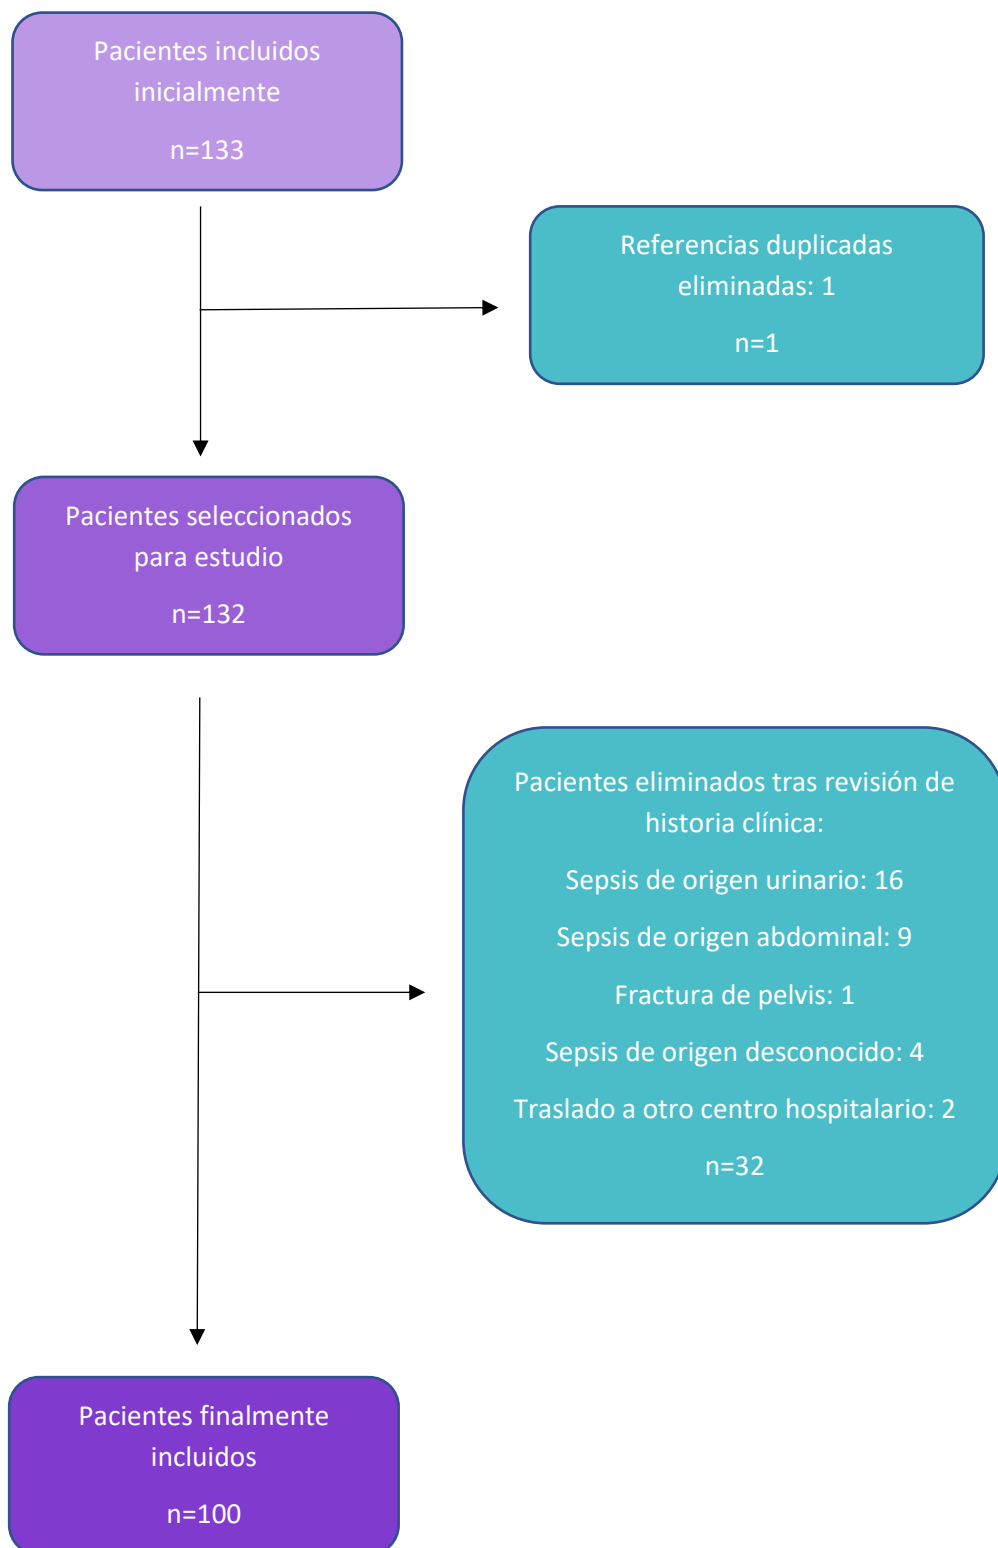 Pacientes incluidos
inicialmente
n=133
Referencias duplicadas
eliminadas: 1
n=1
Pacientes seleccionados
para estudio
n=132
Pacientes eliminados tras revisión de
historia clínica:
Sepsis de origen urinario: 16
Sepsis de origen abdominal: 9
Fractura de pelvis: 1
Sepsis de origen desconocido: 4
Traslado a otro centro hospitalario: 2
n=32
Pacientes finalmente
incluidos
n=100